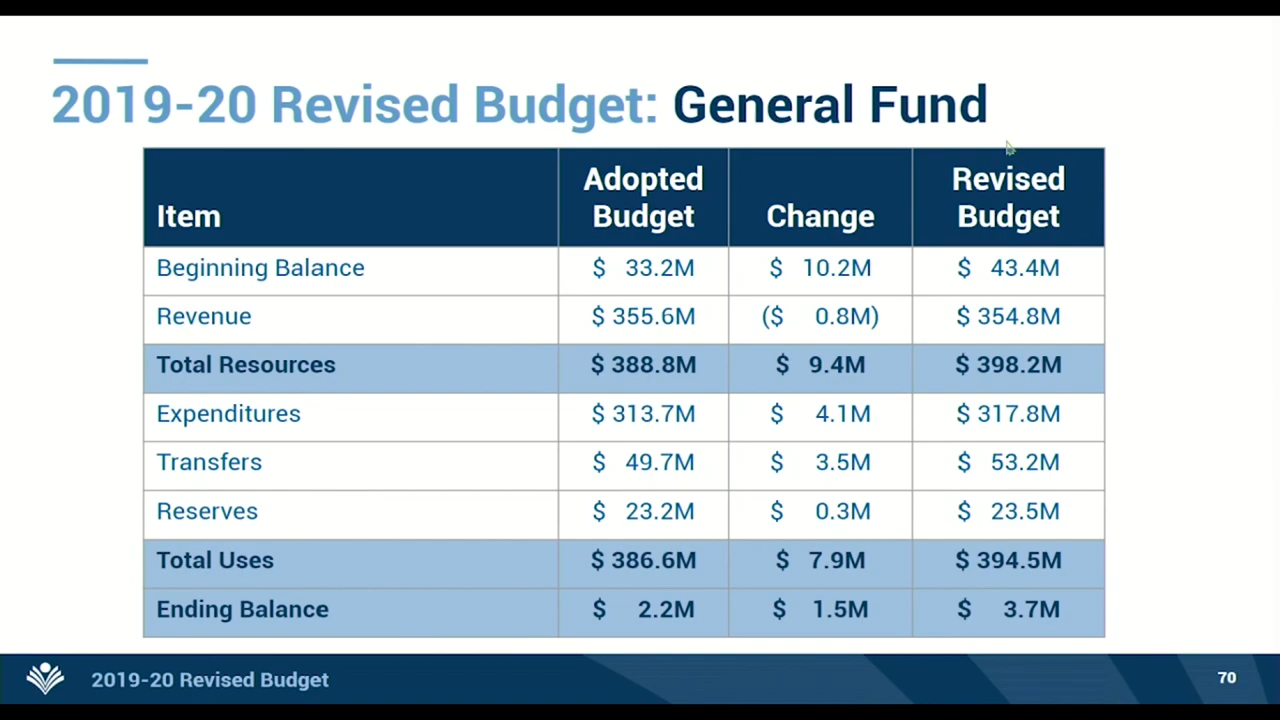 2019-20 Revised Budget: General Fund
Item Adopted Budget Change Revised Budget
Beginning Balance $ 33.2M $ 10.2M $ 43.4M
Revenue $ 355.6M ($ 0.8M) $ 354.8M
Total Resources $ 388.8M $ 9.4M $ 398.2M
Expenditures $ 313.7M $ 4.1M $ 317.8M
Transfers $ 49.7M $ 3.5M $ 53.2M
Reserves $ 23.2M $ 0.3M $ 23.5M
Total Uses $ 386.6M $ 7.9M $ 394.5M
Ending Balance $ 2.2M $ 1.5M $ 3.7M
2019-20 Revised Budget 70